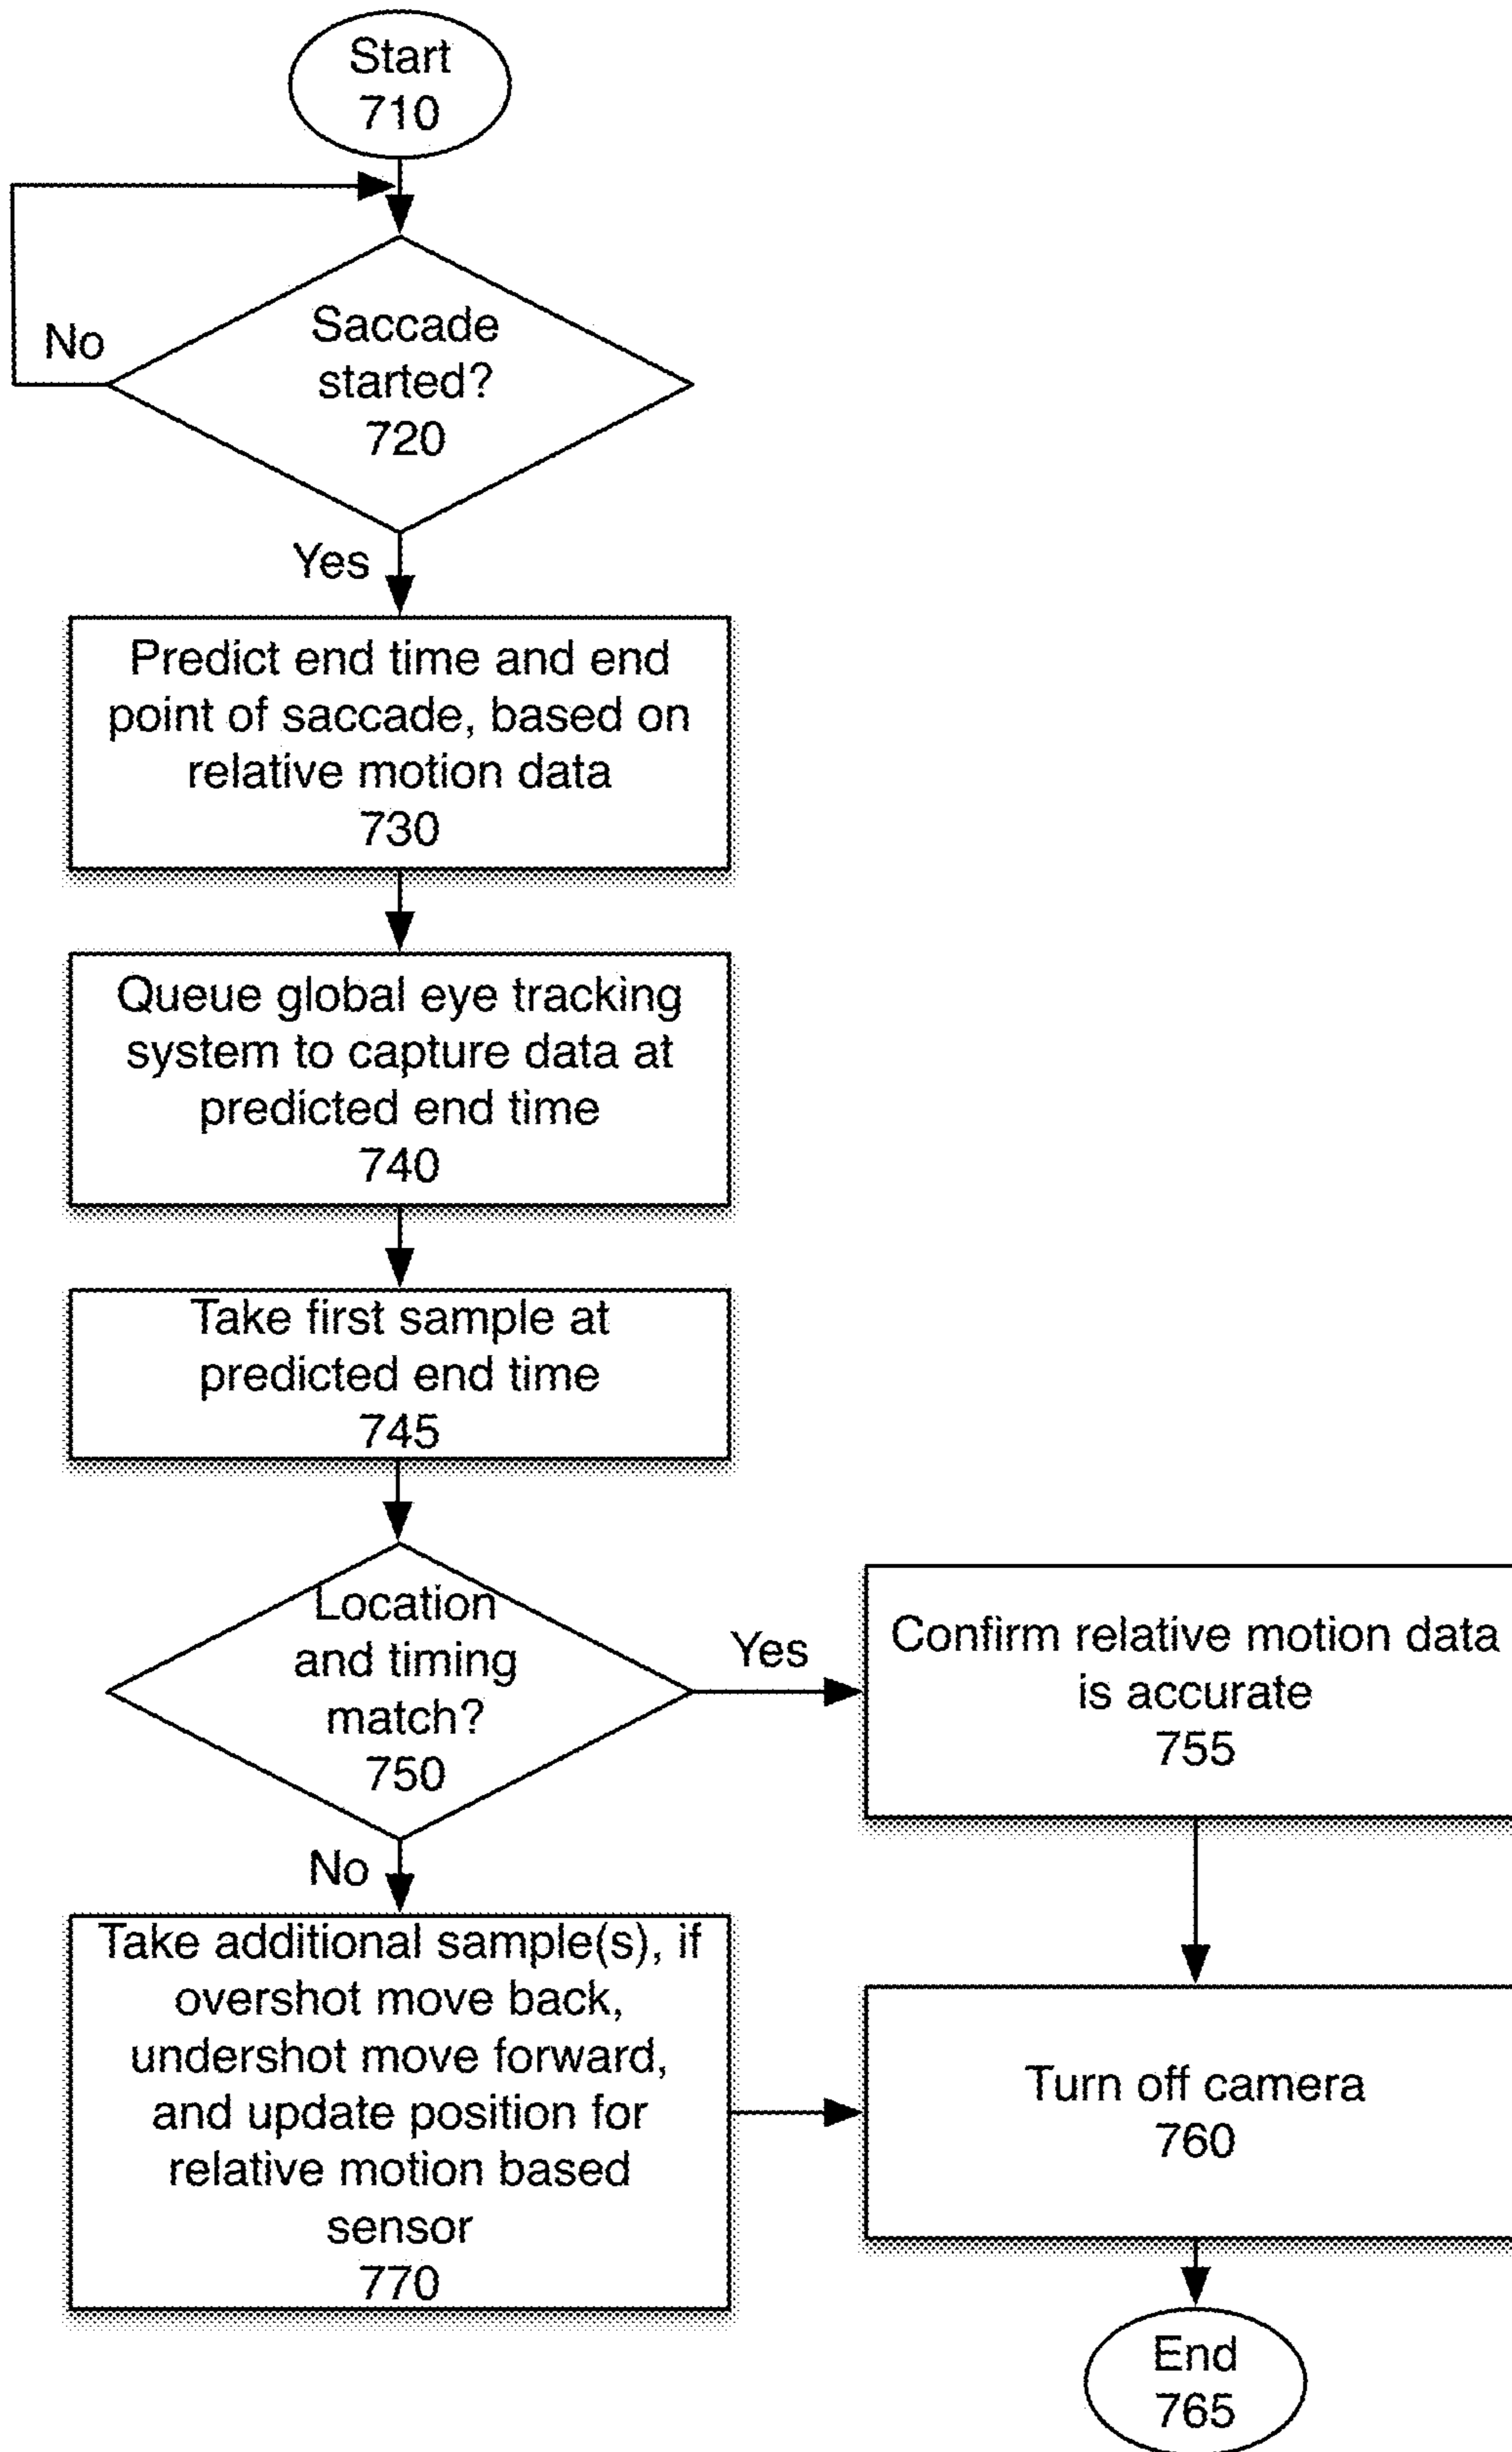 Start
710
Saccade
started?
720
No
Yes
Predict end time and end
point of saccade, based on
relative motion data
730
Queue global eye tracking
system to capture data at
predicted end time
740
Take first sample at
predicted end time
745
Location
and timing
match?
750
Yes
Confirm relative motion data
is accurate
755
No
Take additional sample(s), if
overshot move back,
undershot move forward,
and update position for
relative motion based
sensor
770
Turn off camera
760
End
765